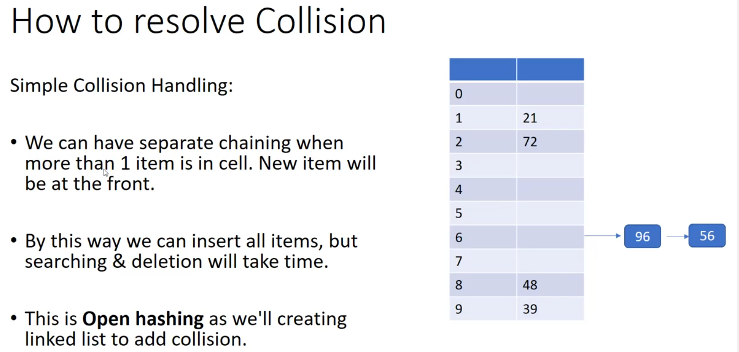 How to resolve Collision
Simple Collision Handling:
• We can have separate chaining when
more than 1 item is in cell. New item will
be at the front.
• By this way we can insert all items, but
searching & deletion will take time.
• This is Open hashing as we'll creating
linked list to add collision.
0
1 21
2 72
3
4
5
6 96 56
7
8 48
9 39